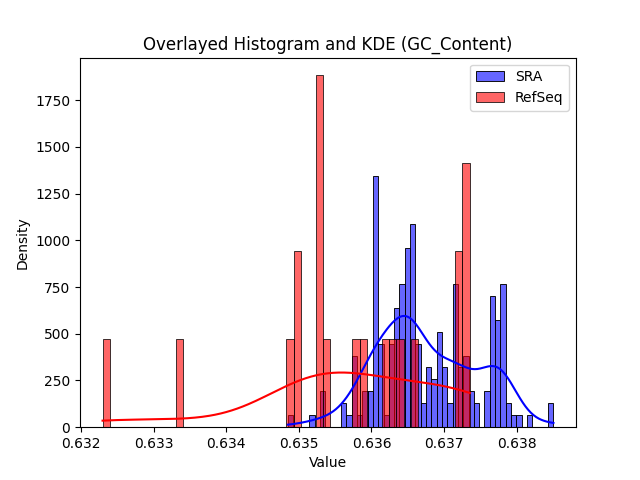 Overlayed Histogram and KDE (GC_Content)
SRA
RefSeq
1750
1500
1250
1000
750
500
250
0
Density
0.632 0.633 0.634 0.635 0.636 0.637 0.638
Value